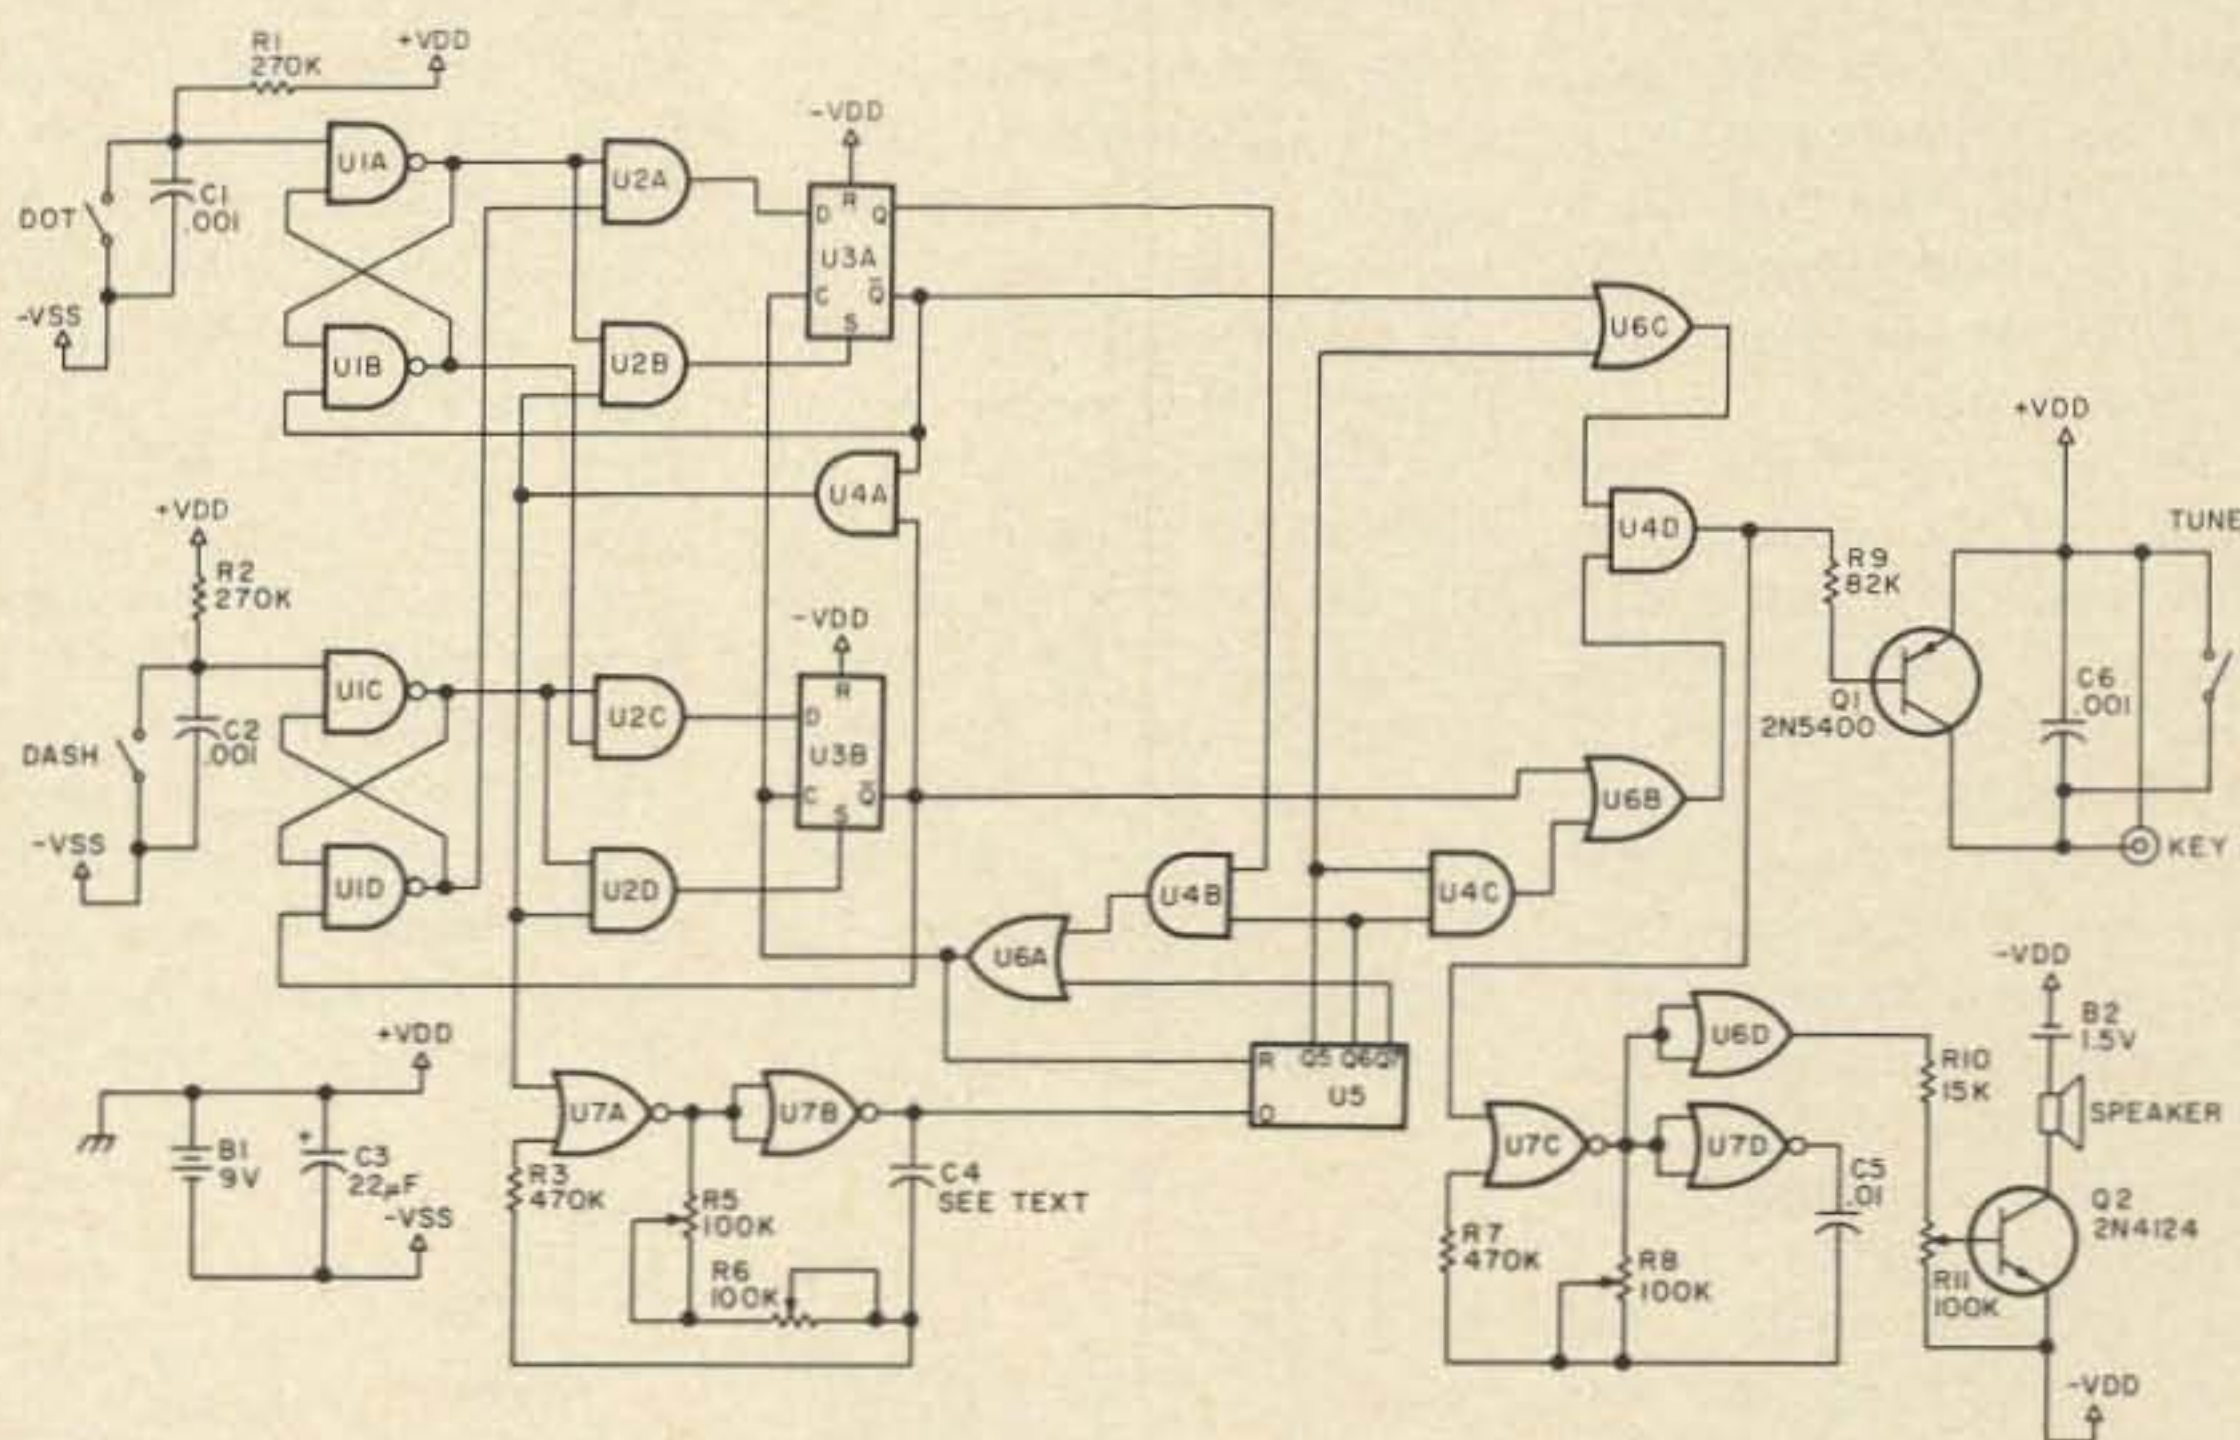 R1
270K
+VDD
-VDD
U1A
U2A
C1
.001
DOT
D
R
Q
U3A
C
Q̅
S
-VSS
U1B
U2B
U6C
+VDD
U4A
+VDD
R2
270K
U4D
R9
82K
TUNE
-VDD
U1C
U2C
R
D
U3B
C
Q̅
S
C2
.001
DASH
Q1
2N5400
C6
.001
U6B
-VSS
KEY
U1D
U2D
U4B
U4C
U6A
+VDD
-VDD
B2
1.5V
U6D
R
Q5
Q6
U5
R10
15K
SPEAKER
U7A
U7B
B1
9V
+
C3
22µF
-VSS
R3
470K
R5
100K
C4
SEE TEXT
U7C
U7D
C5
.01
Q2
2N4124
R6
100K
R7
470K
R8
100K
R11
100K
-VDD